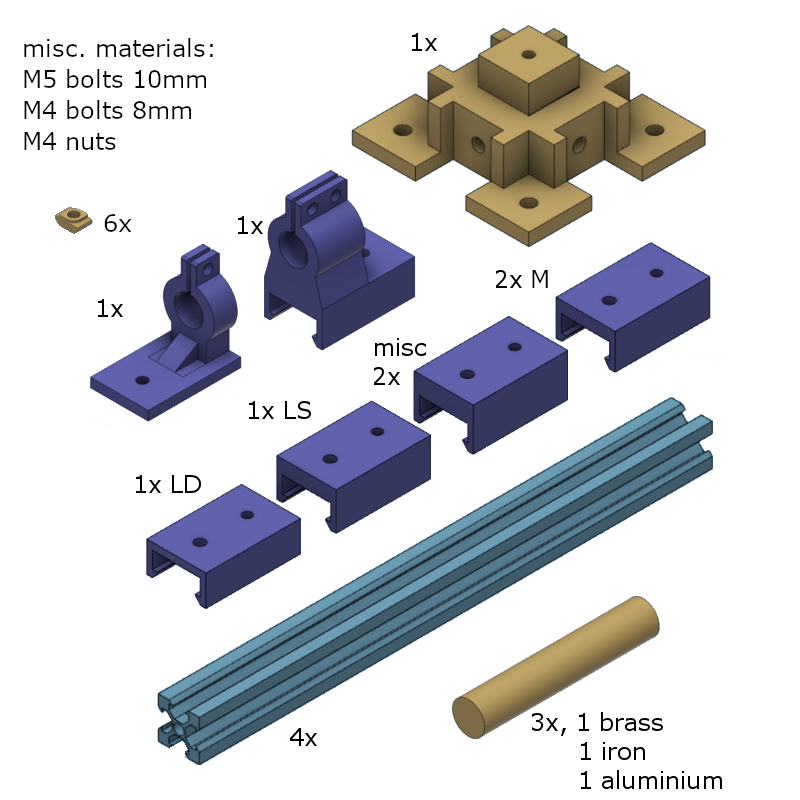 misc. materials:
M5 bolts 10mm
M4 bolts 8mm
M4 nuts
1x
6x
1x
1x
2x M
misc
2x
1x LS
1x LD
4x
3x, 1 brass
1 iron
1 aluminium